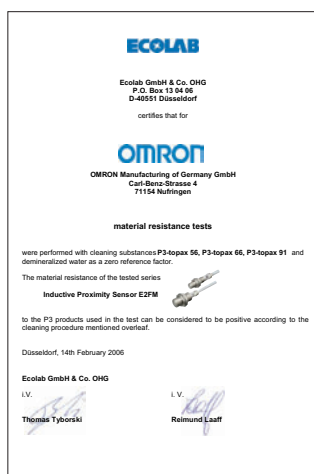 ECOLAB
Ecolab GmbH & Co. OHG
P.O. Box 13 04 06
D-40551 Düsseldorf
certifies that for
OMRON
OMRON Manufacturing of Germany GmbH
Carl-Benz-Strasse 4
71154 Nufringen
material resistance tests
were performed with cleaning substances P3-topax 56, P3-topax 66, P3-topax 91 and
demineralized water as a zero reference factor.
The material resistance of the tested series
Inductive Proximity Sensor E2FM
to the P3 products used in the test can be considered to be positive according to the
cleaning procedure mentioned overleaf.
Düsseldorf, 14th February 2006
Ecolab GmbH & Co. OHG
i.V. i. V.
Thomas Tyborski Reimund Laaff